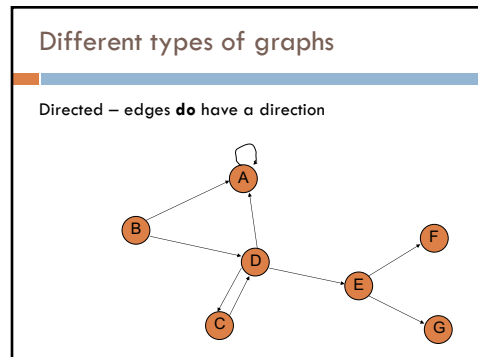 Different types of graphs
Directed – edges do have a direction
A
B
F
D
E
C
G